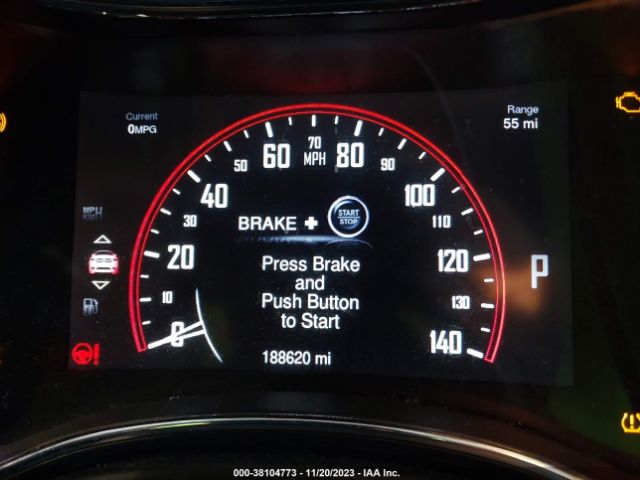 Current
0MPG
Range
55 mi
70
MPH
60
80
50
90
40
100
30
110
20
120
10
130
0
140
BRAKE +
START
STOP
Press Brake
and
Push Button
to Start
P
188620 mi
MPH
KM/H
!
000-38104773 - 11/20/2023 - IAA Inc.